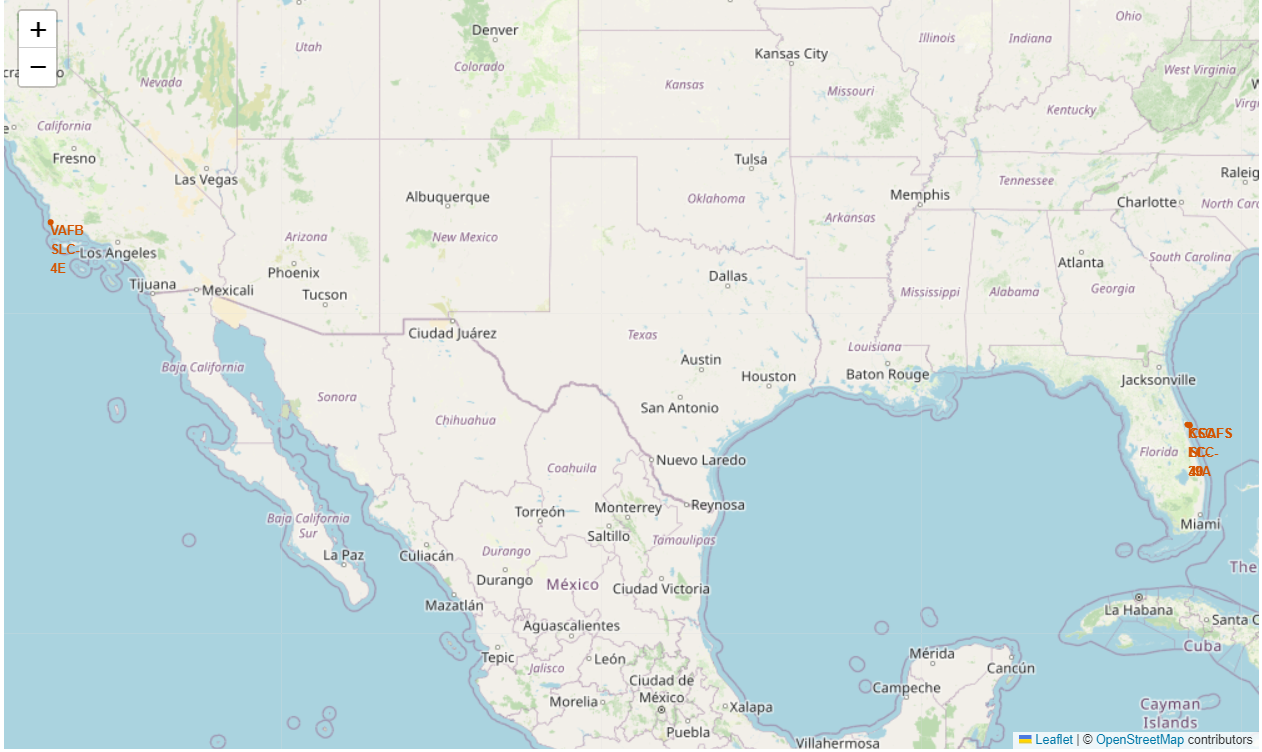 +
−
Denver
Ohio
Utah
Illinois
Indiana
Kansas City
Colorado
West Virginia
Nevada
Kansas
Missouri
Kentucky
California
Fresno
Tulsa
Las Vegas
Tennessee
Albuquerque
Oklahoma
Memphis
Charlotte
Arkansas
VAFB
SLC-
4E
Los Angeles
Arizona
New Mexico
South Carolina
Atlanta
Phoenix
Dallas
Tijuana
Mexicali
Tucson
Mississippi
Alabama
Georgia
Ciudad Juárez
Texas
Louisiana
Austin
Baja California
Houston
Baton Rouge
Jacksonville
Sonora
San Antonio
Chihuahua
Florida
Nuevo Laredo
Coahuila
Reynosa
Torreón
Monterrey
Baja California
Sur
Saltillo
Tamaulipas
Miami
La Paz
Culiacán
Durango
The
Durango
México
Ciudad Victoria
Mazatlán
La Habana
Aguascalientes
Santa C
Cuba
Tepic
León
Mérida
Jalisco
Cancún
Ciudad de
México
Campeche
Morelia
Xalapa
Cayman
Islands
Puebla
Villahermosa
Leaflet | © OpenStreetMap contributors